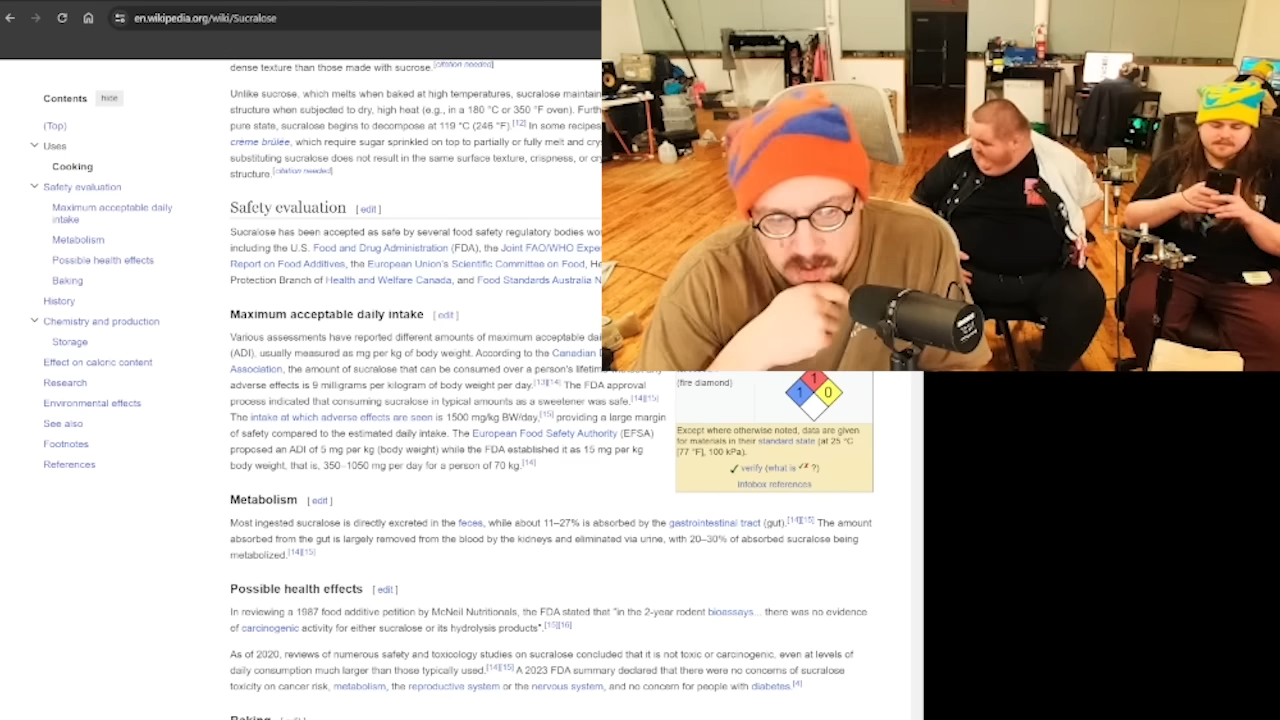 en.wikipedia.org/wiki/Sucralose
Contents hide
(Top)
Uses
Cooking
Safety evaluation
Maximum acceptable daily
intake
Metabolism
Possible health effects
Baking
History
Chemistry and production
Storage
Effect on caloric content
Research
Environmental effects
See also
Footnotes
References
dense texture than those made with sucrose.[citation needed]
Unlike sucrose, which melts when baked at high temperatures, sucralose maintain
structure when subjected to dry, high heat (e.g., in a 180 °C or 350 °F oven). Furth
pure state, sucralose begins to decompose at 119 °C (246 °F).[12] In some recipes
creme brûlée, which require sugar sprinkled on top to partially or fully melt and cry
substituting sucralose does not result in the same surface texture, crispness, or cr
structure.[citation needed]
Safety evaluation [ edit ]
Sucralose has been accepted as safe by several food safety regulatory bodies wo
including the U.S. Food and Drug Administration (FDA), the Joint FAO/WHO Expe
Report on Food Additives, the European Union's Scientific Committee on Food, He
Protection Branch of Health and Welfare Canada, and Food Standards Australia N
Maximum acceptable daily intake [ edit ]
Various assessments have reported different amounts of maximum acceptable dai
(ADI), usually measured as mg per kg of body weight. According to the Canadian D
Association, the amount of sucralose that can be consumed over a person's lifetime without any
adverse effects is 9 milligrams per kilogram of body weight per day.[13][14] The FDA approval
process indicated that consuming sucralose in typical amounts as a sweetener was safe.[14][15]
The intake at which adverse effects are seen is 1500 mg/kg BW/day,[15] providing a large margin
of safety compared to the estimated daily intake. The European Food Safety Authority (EFSA)
proposed an ADI of 5 mg per kg (body weight) while the FDA established it as 15 mg per kg
body weight, that is, 350–1050 mg per day for a person of 70 kg.[14]
(fire diamond)
1
1 0
Except where otherwise noted, data are given
for materials in their standard state (at 25 °C
[77 °F], 100 kPa).
verify (what is ?)
Infobox references
Metabolism [ edit ]
Most ingested sucralose is directly excreted in the feces, while about 11–27% is absorbed by the gastrointestinal tract (gut).[14][15] The amount
absorbed from the gut is largely removed from the blood by the kidneys and eliminated via urine, with 20–30% of absorbed sucralose being
metabolized.[14][15]
Possible health effects [ edit ]
In reviewing a 1987 food additive petition by McNeil Nutritionals, the FDA stated that "in the 2-year rodent bioassays... there was no evidence
of carcinogenic activity for either sucralose or its hydrolysis products".[15][16]
As of 2020, reviews of numerous safety and toxicology studies on sucralose concluded that it is not toxic or carcinogenic, even at levels of
daily consumption much larger than those typically used.[14][15] A 2023 FDA summary declared that there were no concerns of sucralose
toxicity on cancer risk, metabolism, the reproductive system or the nervous system, and no concern for people with diabetes.[4]